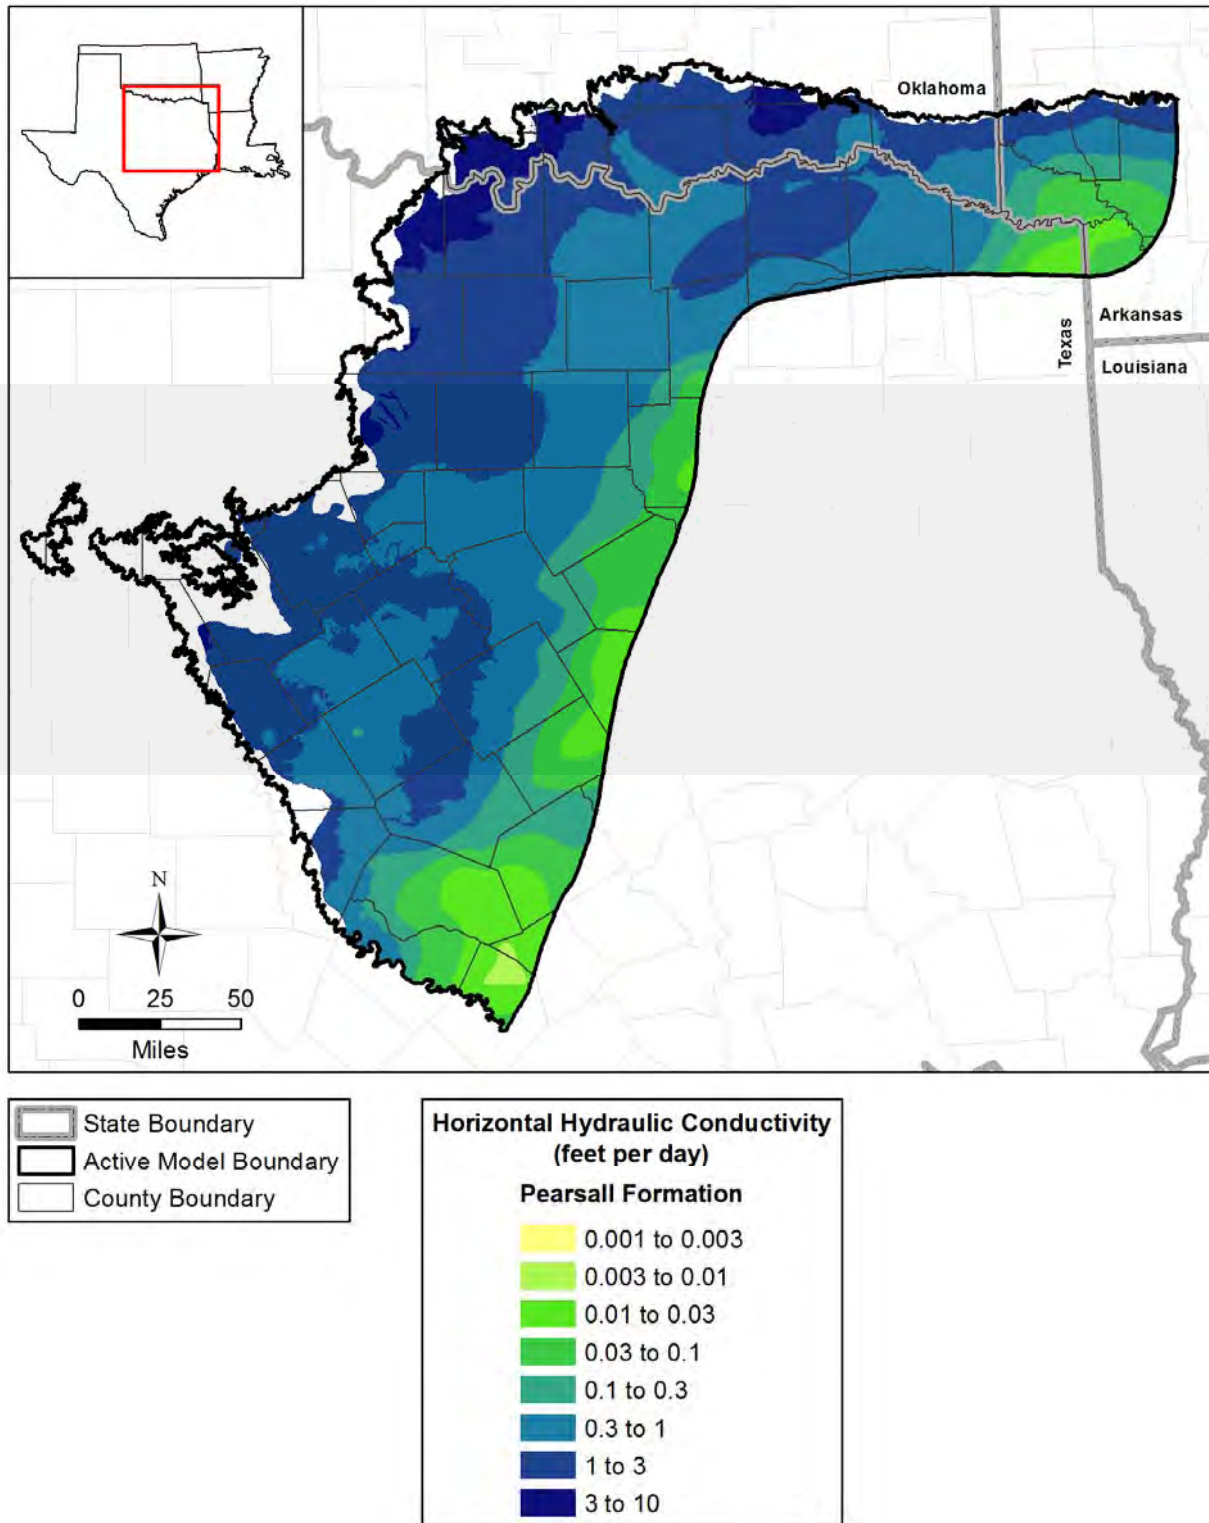 Oklahoma
Texas
Arkansas
Louisiana
N
0 25 50
Miles
State Boundary
Active Model Boundary
County Boundary
Horizontal Hydraulic Conductivity
(feet per day)
Pearsall Formation
0.001 to 0.003
0.003 to 0.01
0.01 to 0.03
0.03 to 0.1
0.1 to 0.3
0.3 to 1
1 to 3
3 to 10